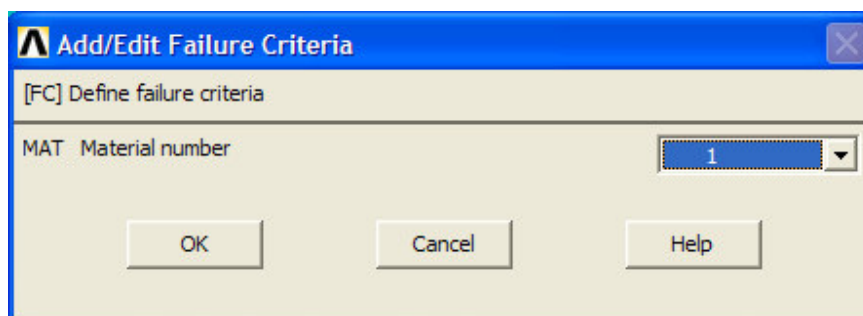 Add/Edit Failure Criteria
[FC] Define failure criteria
MAT Material number 1
OK Cancel Help